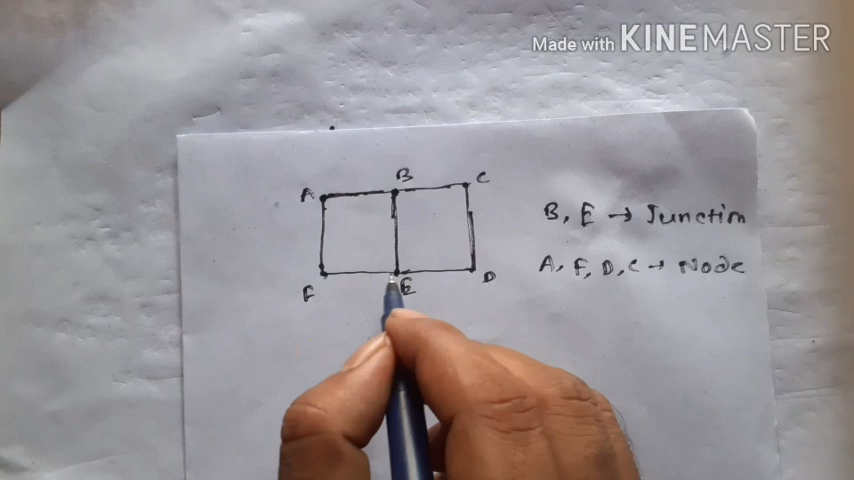 Made with KINEMASTER
A B C
B, E → Junction
A, F, D, C → Node
F E D